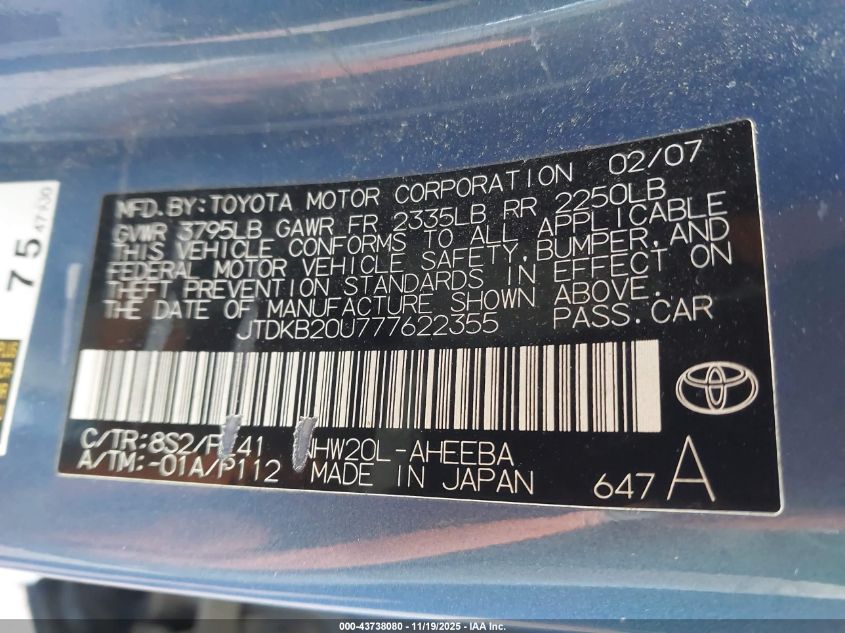 MFD.BY:TOYOTA MOTOR CORPORATION 02/07
GVWR 3795LB GAWR FR 2335LB RR 2250LB
THIS VEHICLE CONFORMS TO ALL APPLICABLE
FEDERAL MOTOR VEHICLE SAFETY,BUMPER,AND
THEFT PREVENTION STANDARDS IN EFFECT ON
THE DATE OF MANUFACTURE SHOWN ABOVE.
JTDKB20U777622355 PASS.CAR
C/TR:8S2/ 41 NHW20L-AHEEBA
A/TM:-01A/P112 MADE IN JAPAN 647 A
75
000-43738080 - 11/19/2025 - IAA Inc.